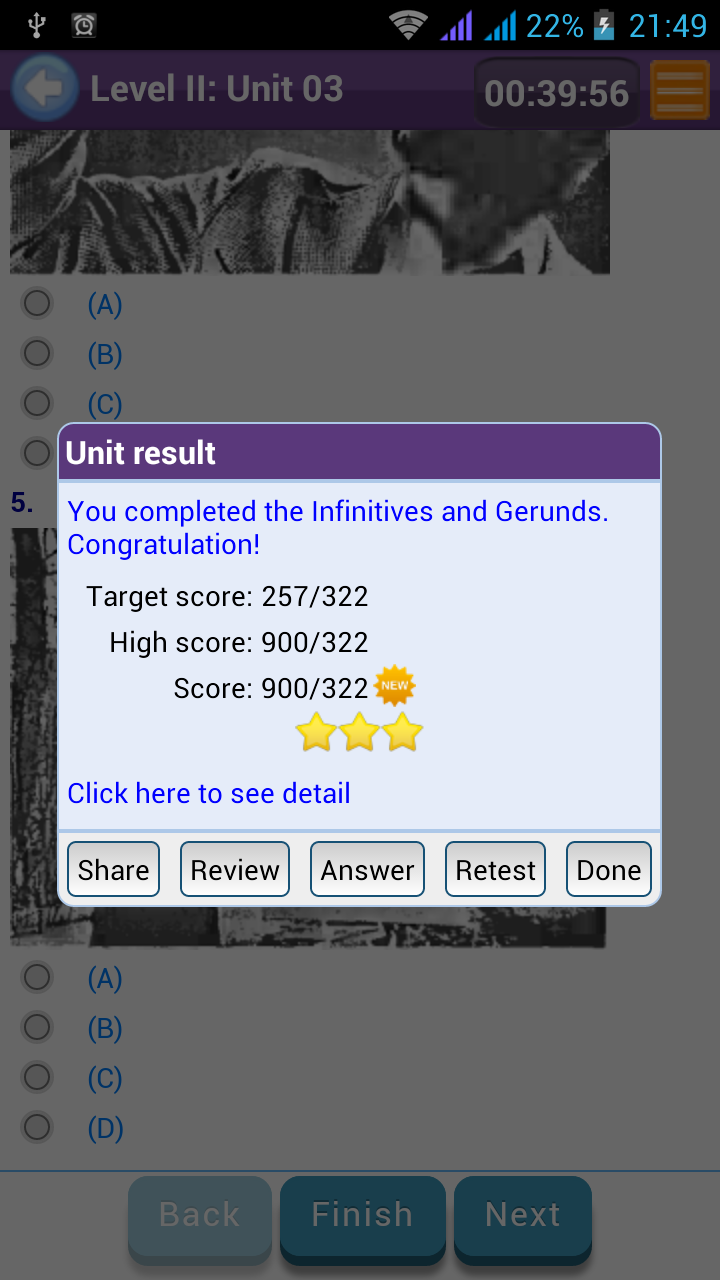 22% 21:49
Level II: Unit 03 00:39:56
(A)
(B)
(C)
Unit result
5.
You completed the Infinitives and Gerunds.
Congratulation!
Target score: 257/322
High score: 900/322
Score: 900/322 NEW
Click here to see detail
Share Review Answer Retest Done
(A)
(B)
(C)
(D)
Back Finish Next